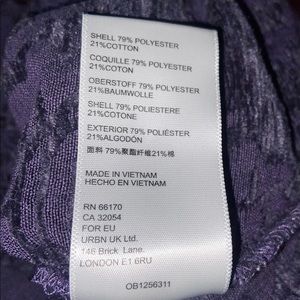 SHELL 79% POLYESTER
21%COTTON
COQUILLE 79% POLYESTER
21%COTON
OBERSTOFF 79% POLYESTER
21%BAUMWOLLE
SHELL 79% POLIESTERE
21%COTONE
EXTERIOR 79% POLIÉSTER
21%ALGODÓN
面料 79%聚酯纤维21%棉
MADE IN VIETNAM
HECHO EN VIETNAM
RN 66170
CA 32054
FOR EU
URBN UK Ltd.
146 Brick Lane.
LONDON E1 6RU
OB1256311